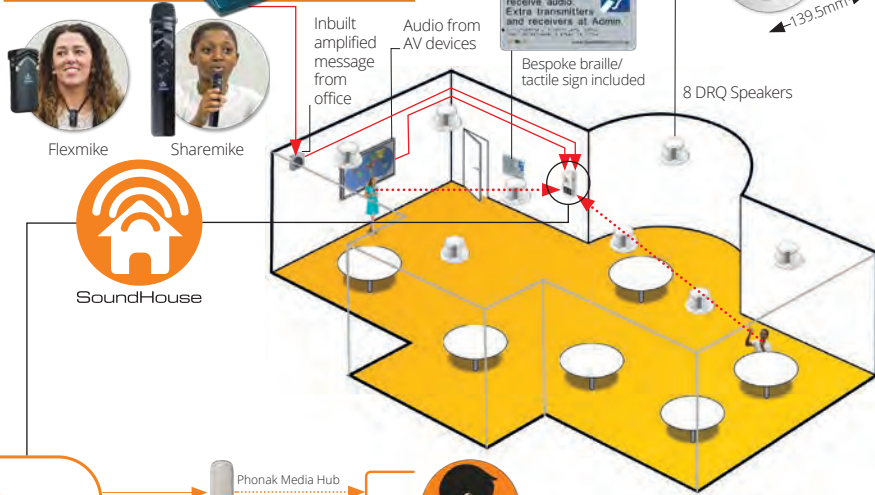 receive audio.
Extra transmitters
and receivers at Admin.
139.5mm
Inbuilt
amplified
message
from
office
Audio from
AV devices
Bespoke braille/
tactile sign included
8 DRQ Speakers
Flexmike
Sharemike
SoundHouse
Phonak Media Hub